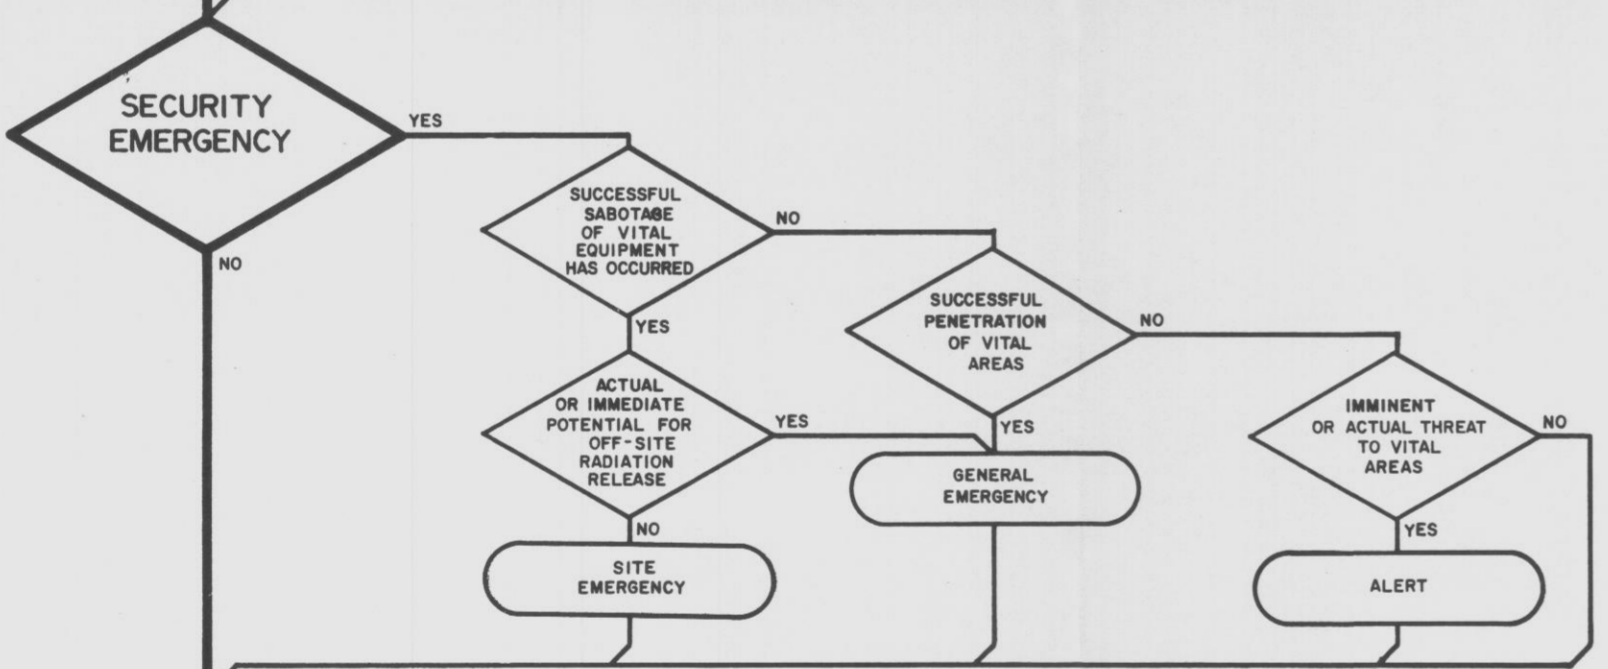 SECURITY
EMERGENCY
YES
NO
SUCCESSFUL
SABOTAGE
OF VITAL
EQUIPMENT
HAS OCCURRED
NO
YES
SUCCESSFUL
PENETRATION
OF VITAL
AREAS
NO
YES
ACTUAL
OR IMMEDIATE
POTENTIAL FOR
OFF-SITE
RADIATION
RELEASE
YES
NO
IMMINENT
OR ACTUAL THREAT
TO VITAL
AREAS
NO
YES
GENERAL
EMERGENCY
SITE
EMERGENCY
ALERT